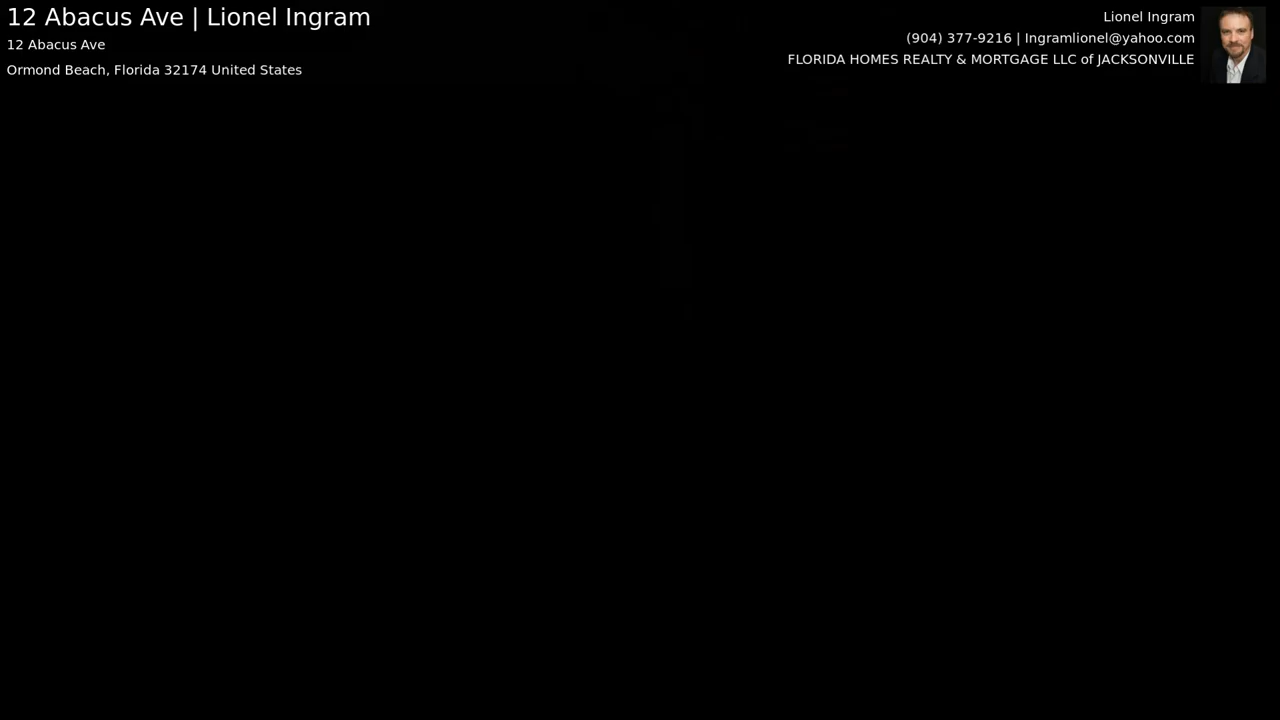 12 Abacus Ave | Lionel Ingram
12 Abacus Ave
Ormond Beach, Florida 32174 United States
Lionel Ingram
(904) 377-9216 | Ingramlionel@yahoo.com
FLORIDA HOMES REALTY & MORTGAGE LLC of JACKSONVILLE